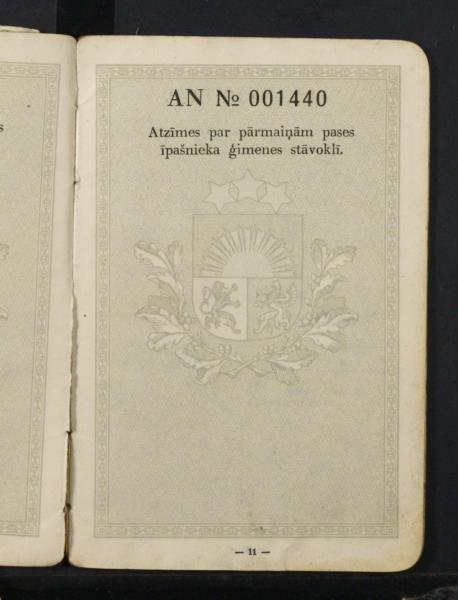 s
AN № 001440
Atzīmes par pārmaiņām pases
īpašnieka ģimenes stāvoklī.
— 11 —